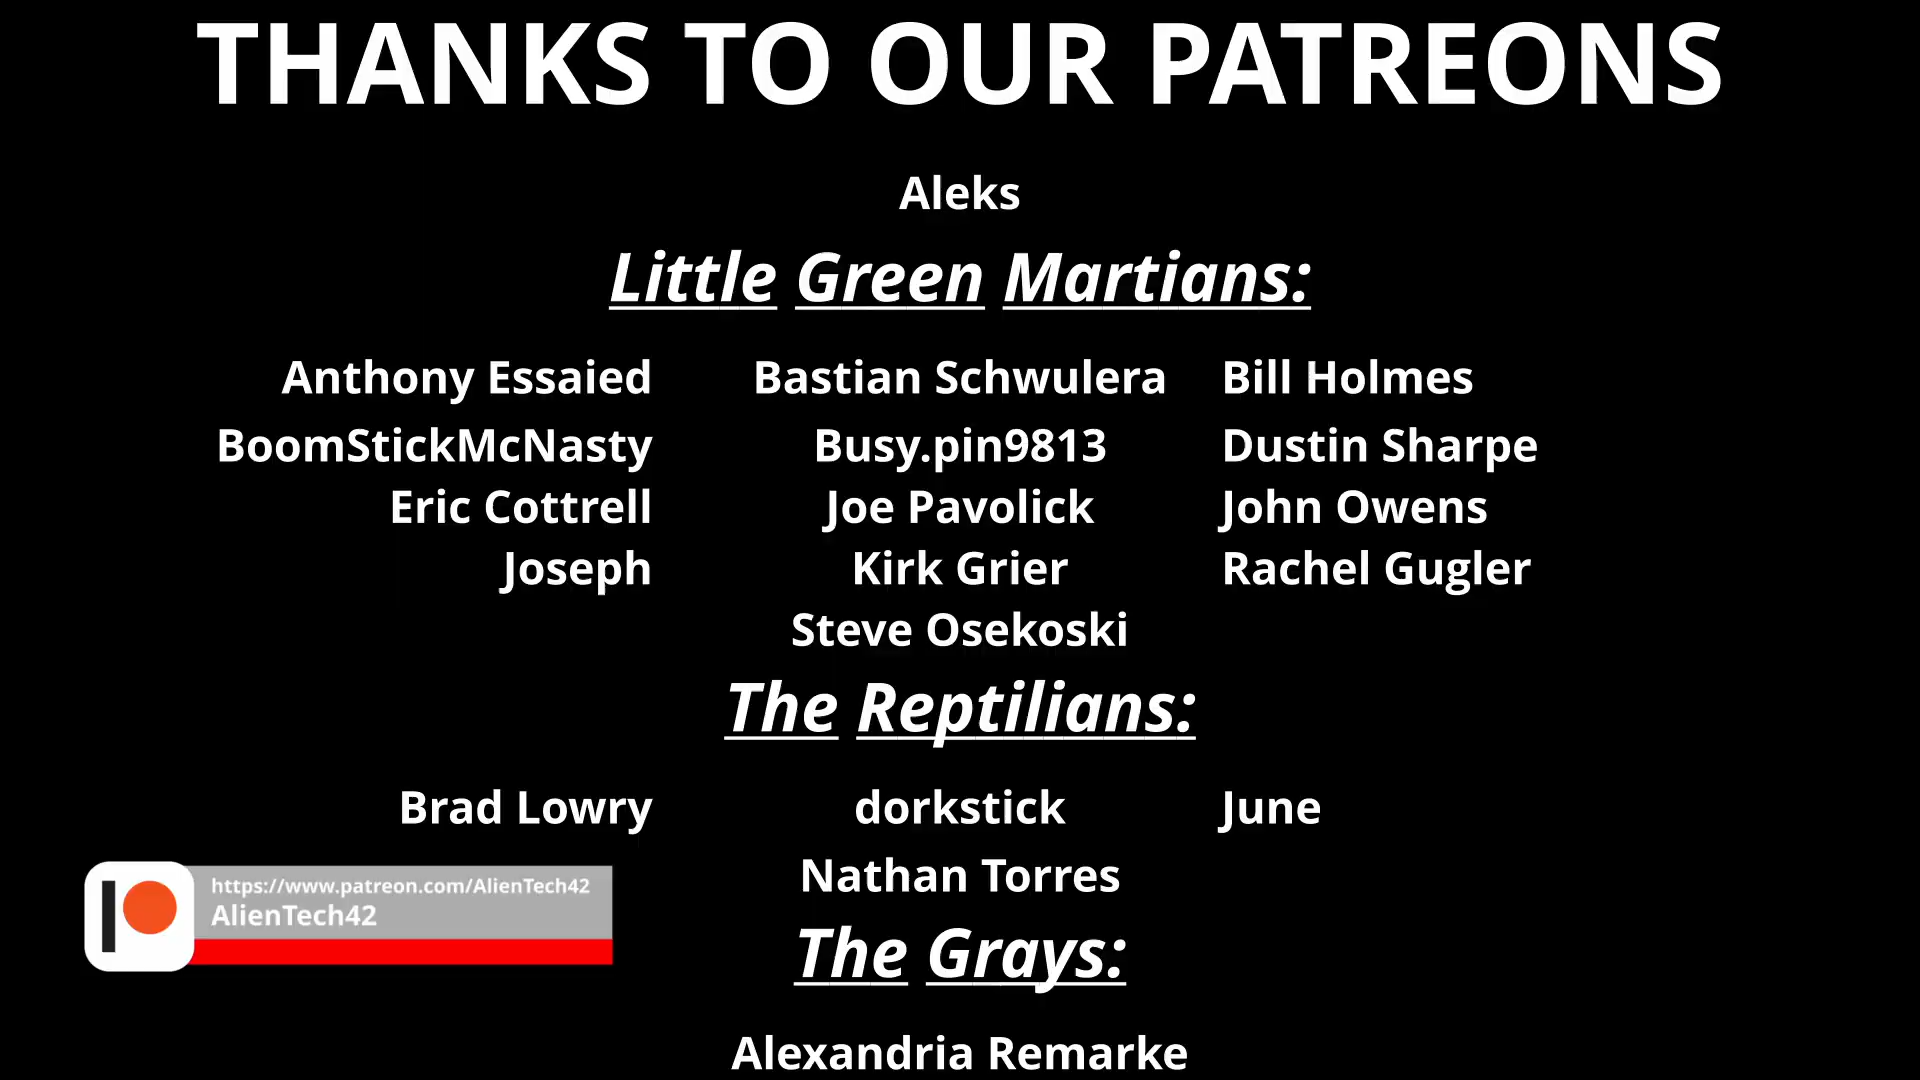 THANKS TO OUR PATREONS
Aleks
Little Green Martians:
Anthony Essaied Bastian Schwulera Bill Holmes
BoomStickMcNasty Busy.pin9813 Dustin Sharpe
Eric Cottrell Joe Pavolick John Owens
Joseph Kirk Grier Rachel Gugler
Steve Osekoski
The Reptilians:
Brad Lowry dorkstick June
Nathan Torres
https://www.patreon.com/AlienTech42
AlienTech42
The Grays:
Alexandria Remarke